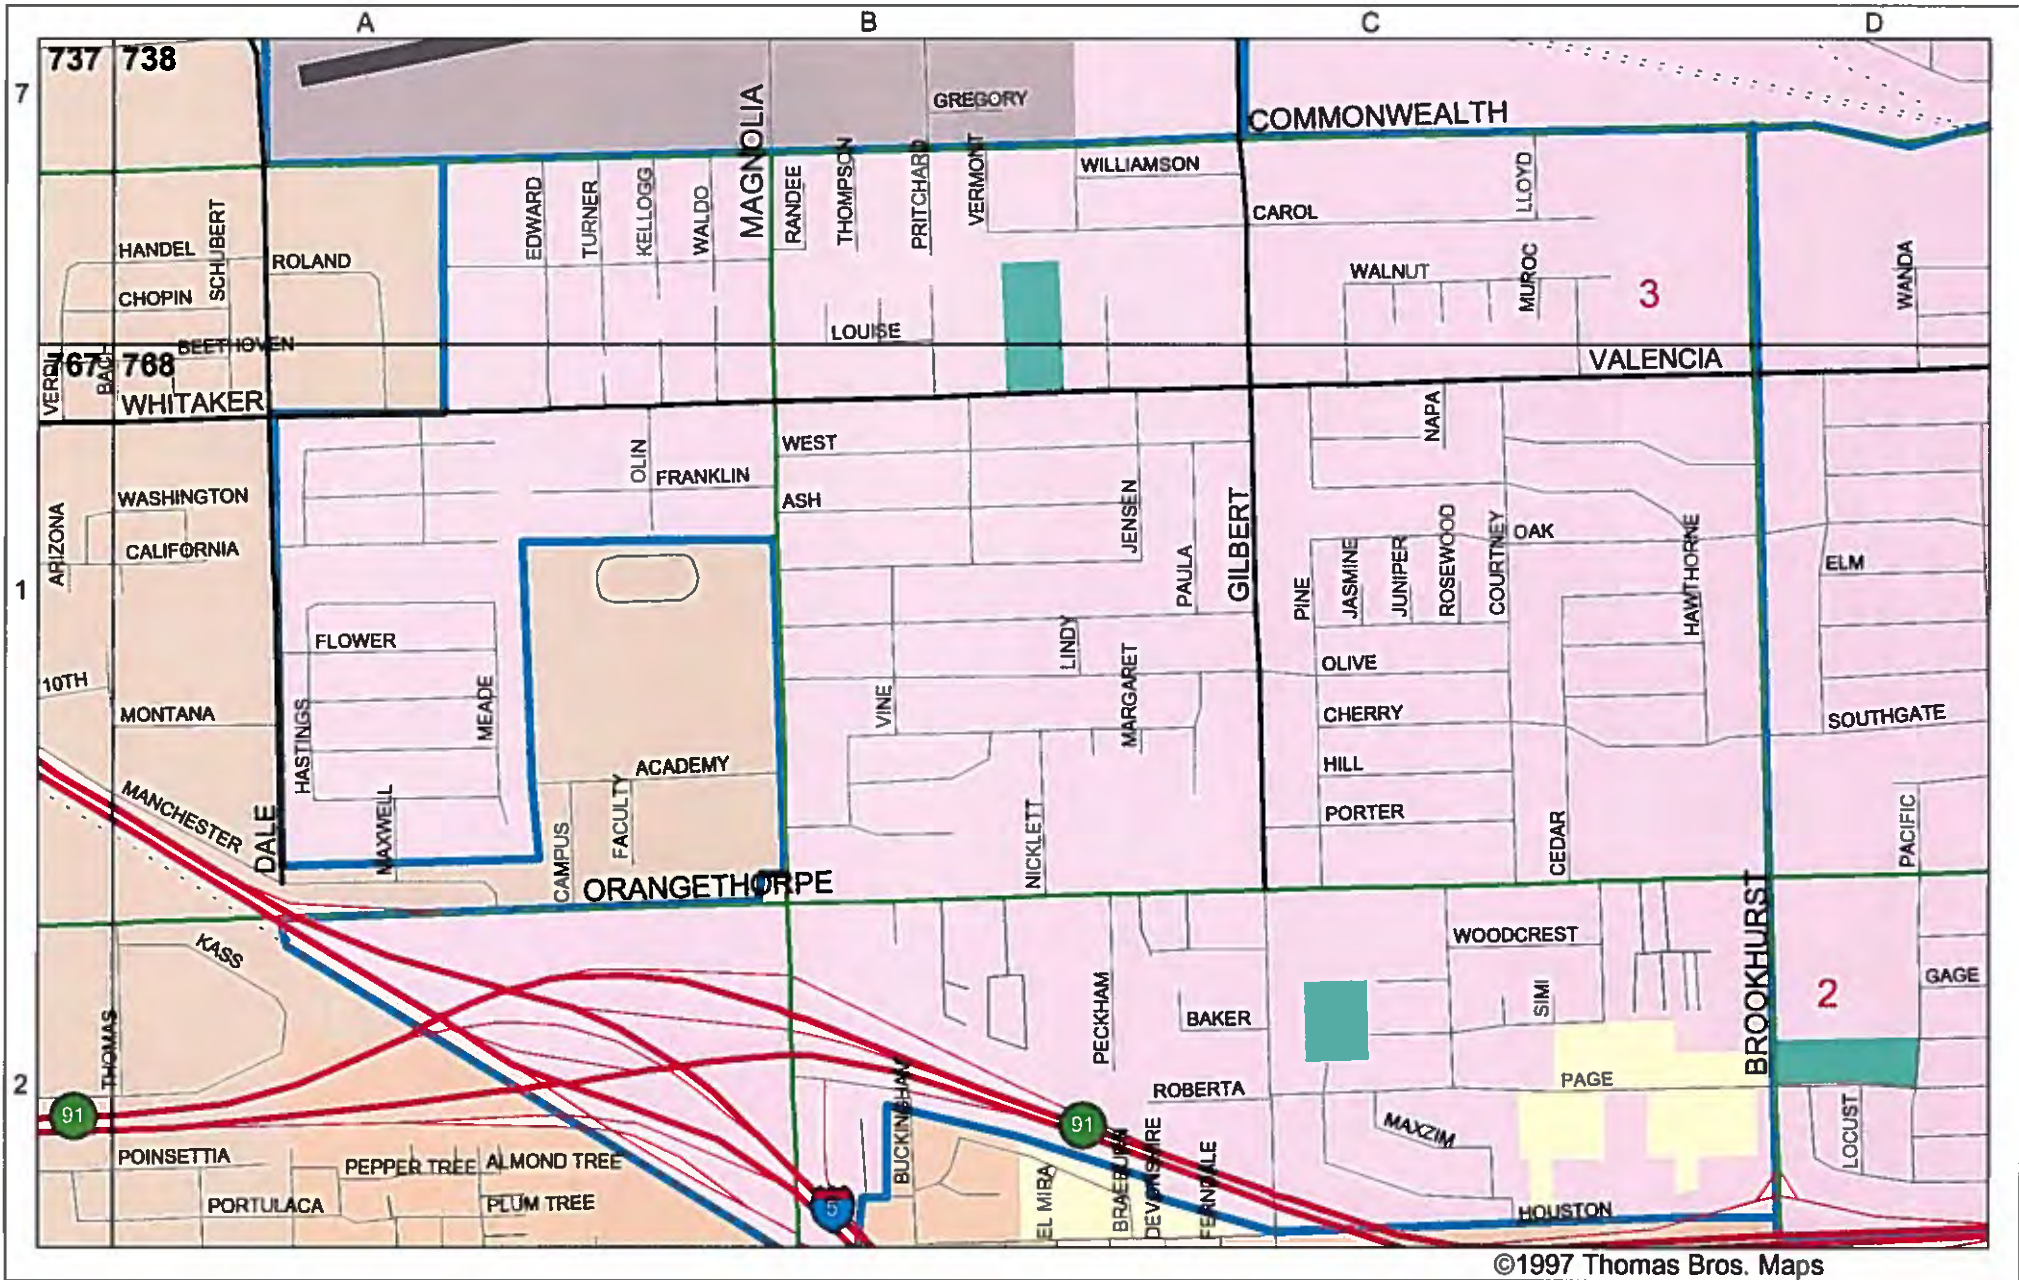 A B C D
737 738
7
GREGORY
MAGNOLIA
COMMONWEALTH
WILLIAMSON
LLOYD
EDWARD
TURNER
KELLOGG
WALDO
RANDEE
THOMPSON
PRITCHARD
VERMONT
CAROL
HANDEL
SCHUBERT
ROLAND
CHOPIN
WALNUT
MUROC
3
WANDA
LOUISE
BEETHOVEN
VERDI
BACH
767 768
VALENCIA
WHITAKER
NAPA
WEST
OLIN
FRANKLIN
ASH
WASHINGTON
ARIZONA
CALIFORNIA
JENSEN
GILBERT
PAULA
OAK
HAWTHORNE
ELM
1
PINE
JASMINE
JUNIPER
ROSEWOOD
COURTNEY
FLOWER
LINDY
MARGARET
OLIVE
10TH
MONTANA
HASTINGS
MEADE
VINE
CHERRY
SOUTHGATE
ACADEMY
HILL
MANCHESTER
DALE
MAXWELL
CAMPUS
FACULTY
NICKLETT
PORTER
CEDAR
PACIFIC
ORANGETHORPE
BROOKHURST
KASS
WOODCREST
GAGE
PECKHAM
SIMI
2
BAKER
THOMAS
2
BUCKINGHAM
ROBERTA
PAGE
91
91
MAXZIM
LOCUST
POINSETTIA
PEPPER TREE
ALMOND TREE
PORTULACA
PLUM TREE
5
EL MIRA
BRAEBURN
DEVONSHIRE
FERNDALE
HOUSTON
©1997 Thomas Bros. Maps